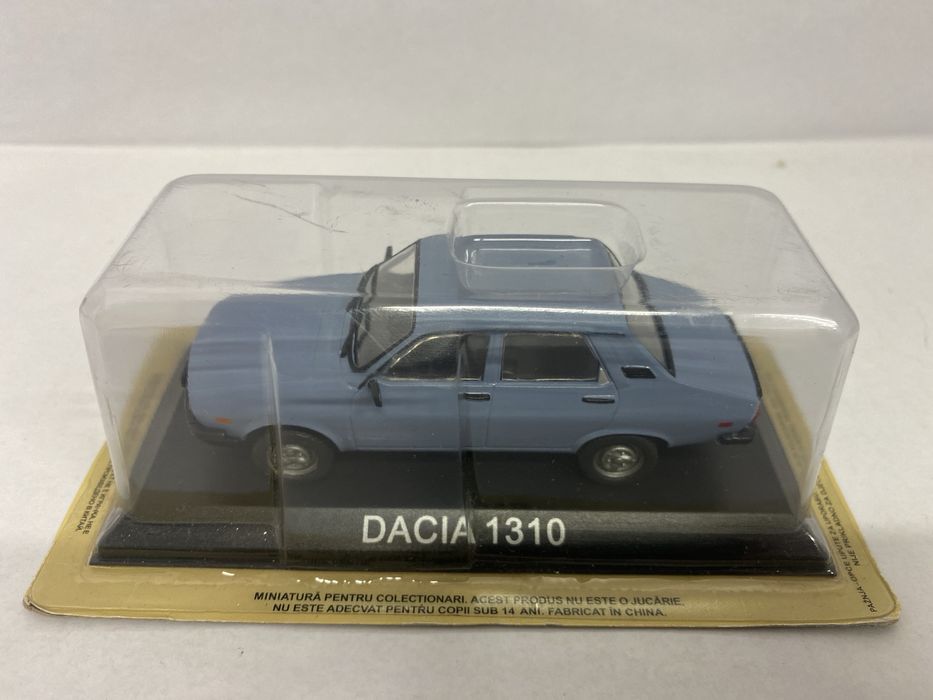 DACIA 1310
MINIATURĂ PENTRU COLECTIONARI. ACEST PRODUS NU ESTE O JUCĂRIE.
NU ESTE ADECVAT PENTRU COPII SUB 14 ANI. FABRICAT ÎN CHINA.